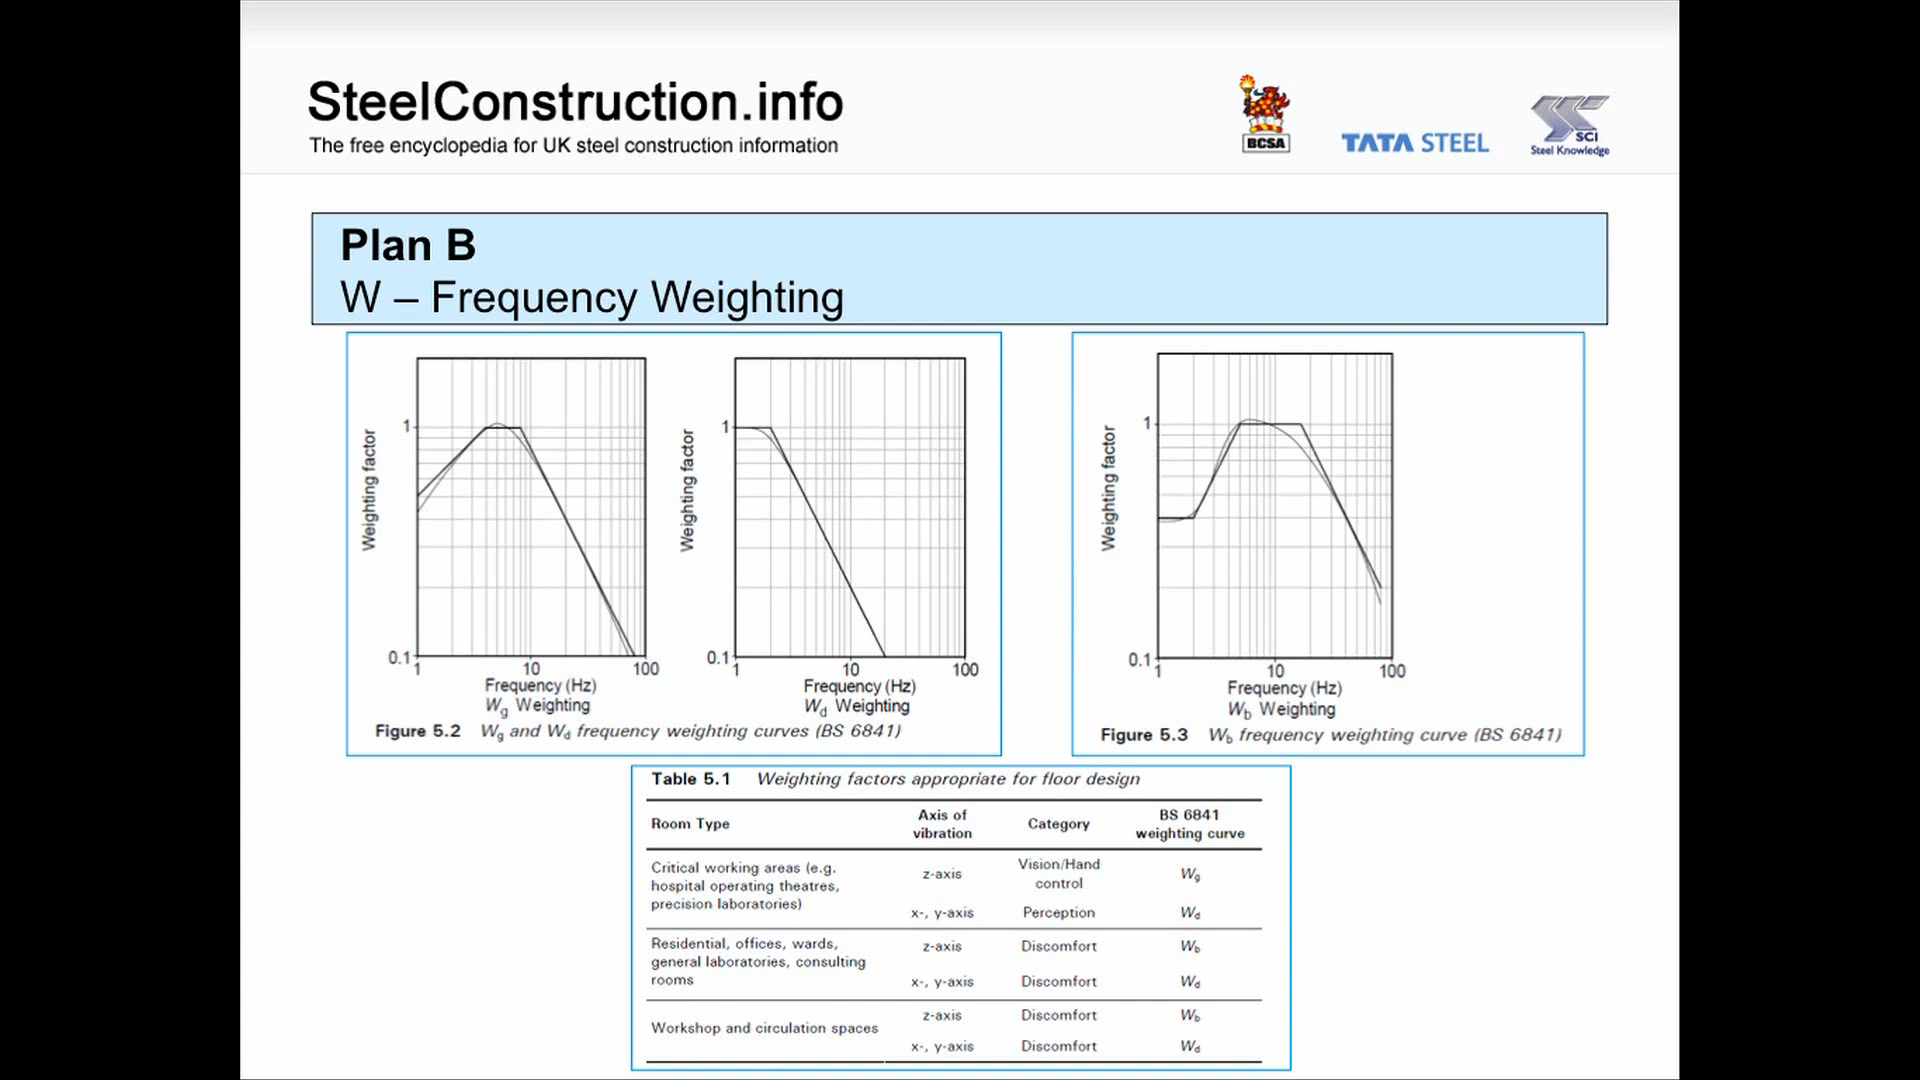 SteelConstruction.info
The free encyclopedia for UK steel construction information
BCSA
TATA STEEL
SCI
Steel Knowledge
Plan B
W – Frequency Weighting
Weighting factor
1
0.1
1
10
100
Frequency (Hz)
Wg Weighting
Weighting factor
1
0.1
1
10
100
Frequency (Hz)
Wd Weighting
Figure 5.2 Wg and Wd frequency weighting curves (BS 6841)
Weighting factor
1
0.1
1
10
100
Frequency (Hz)
Wb Weighting
Figure 5.3 Wb frequency weighting curve (BS 6841)
Table 5.1 Weighting factors appropriate for floor design
Room Type
Axis of
vibration
Category
BS 6841
weighting curve
Critical working areas (e.g.
hospital operating theatres,
precision laboratories)
z-axis
Vision/Hand
control
Wg
x-, y-axis
Perception
Wd
Residential, offices, wards,
general laboratories, consulting
rooms
z-axis
Discomfort
Wb
x-, y-axis
Discomfort
Wd
Workshop and circulation spaces
z-axis
Discomfort
Wb
x-, y-axis
Discomfort
Wd